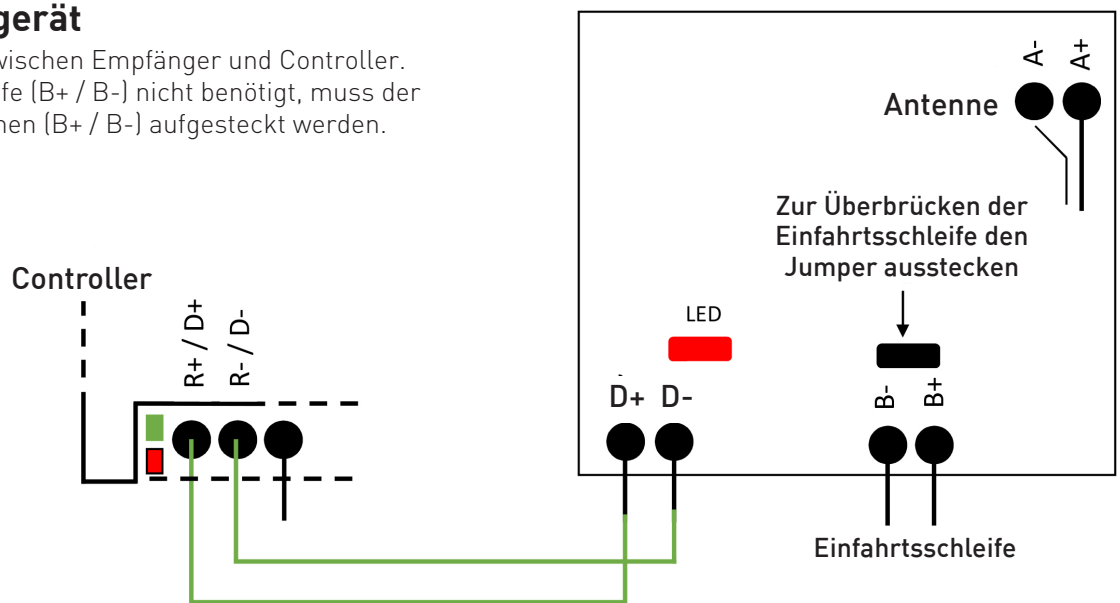 gerät
wischen Empfänger und Controller.
fe (B+ / B-) nicht benötigt, muss der
nen (B+ / B-) aufgesteckt werden.
A- A+
Antenne
Zur Überbrücken der
Einfahrtsschleife den
Jumper ausstecken
Controller
R+ / D+ R- / D-
LED
D+ D-
B- B+
Einfahrtsschleife